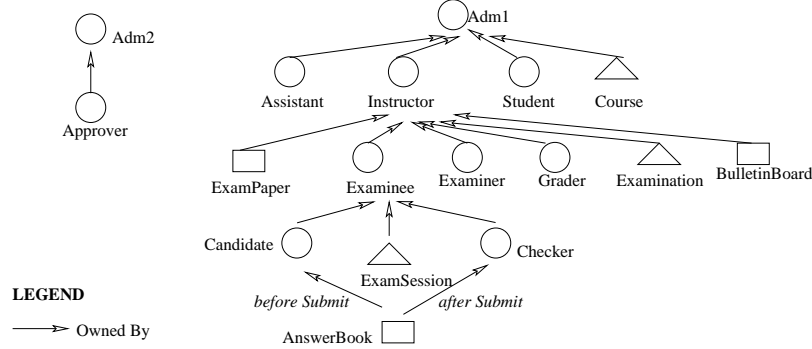 Adm1
Adm2
Assistant Instructor Student Course
Approver
ExamPaper Examinee Examiner Grader Examination BulletinBoard
Candidate Checker
ExamSession
LEGEND
before Submit after Submit
Owned By
AnswerBook